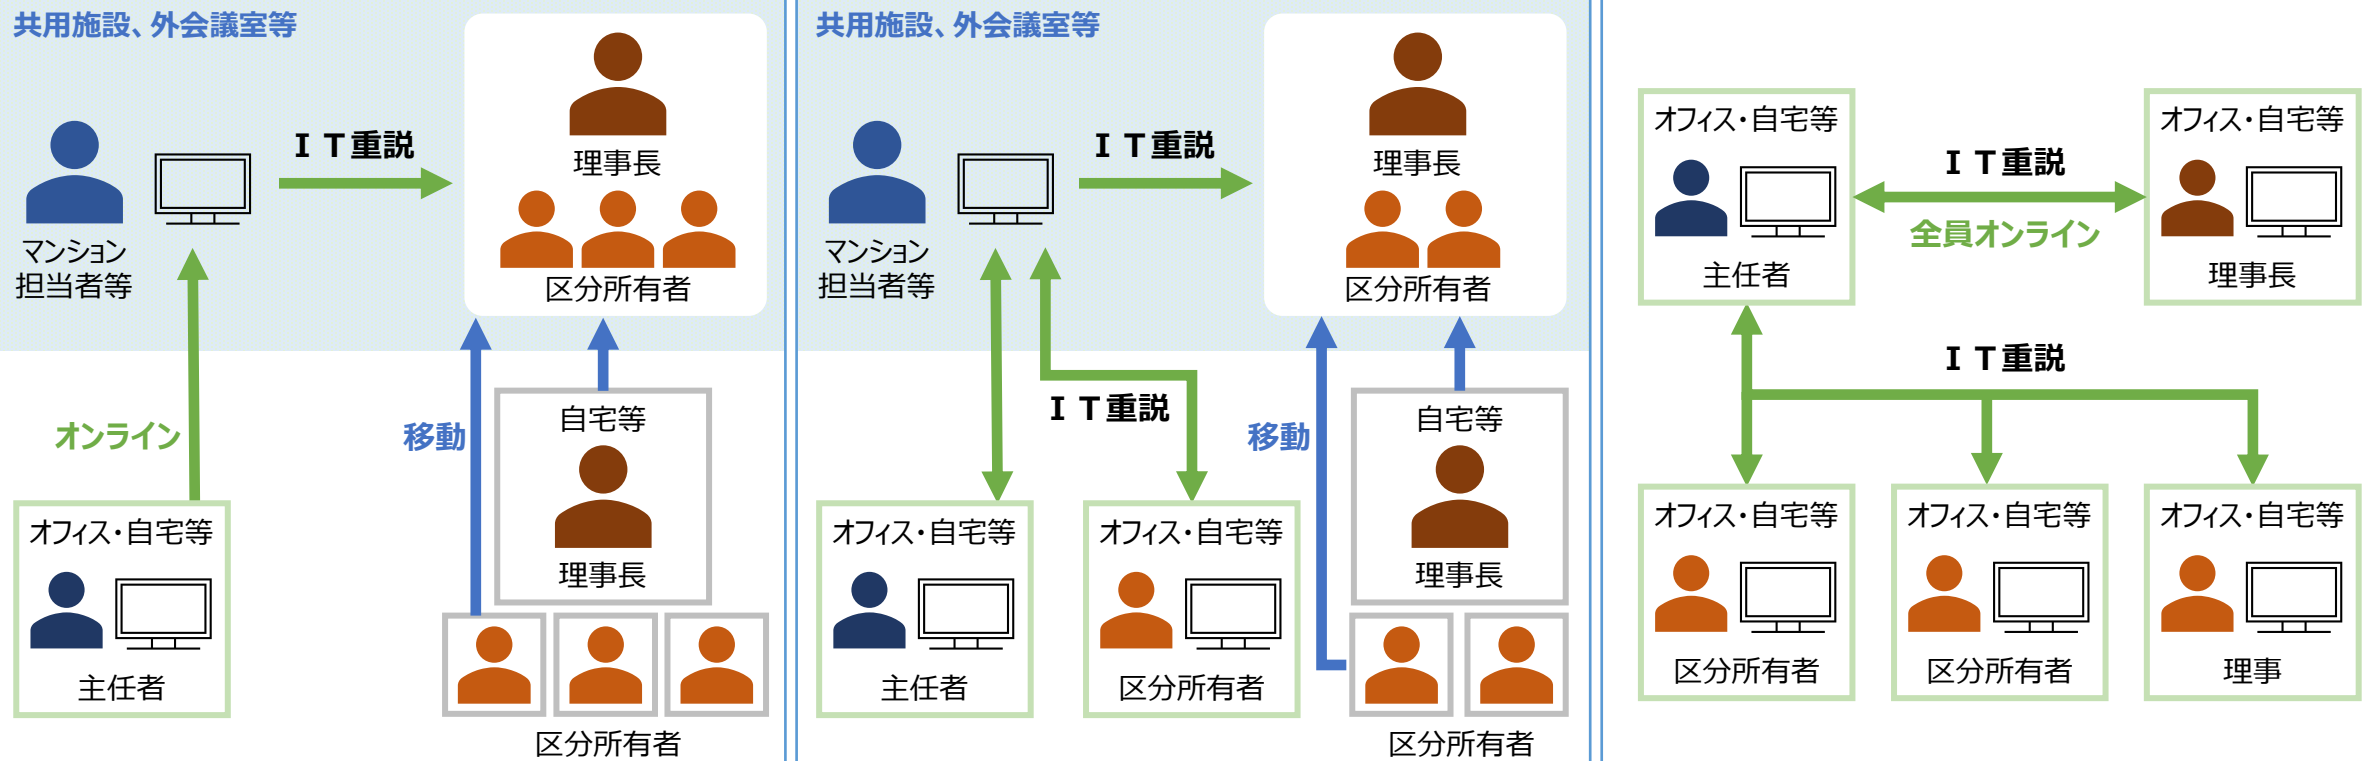 共用施設、外会議室等
理事長
ＩＴ重説
マンション
担当者等
区分所有者
オンライン
移動
自宅等
理事長
オフィス・自宅等
主任者
区分所有者
共用施設、外会議室等
理事長
ＩＴ重説
マンション
担当者等
区分所有者
ＩＴ重説
移動
自宅等
理事長
オフィス・自宅等
主任者
オフィス・自宅等
区分所有者
区分所有者
オフィス・自宅等
主任者
ＩＴ重説
全員オンライン
オフィス・自宅等
理事長
ＩＴ重説
オフィス・自宅等
区分所有者
オフィス・自宅等
区分所有者
オフィス・自宅等
理事